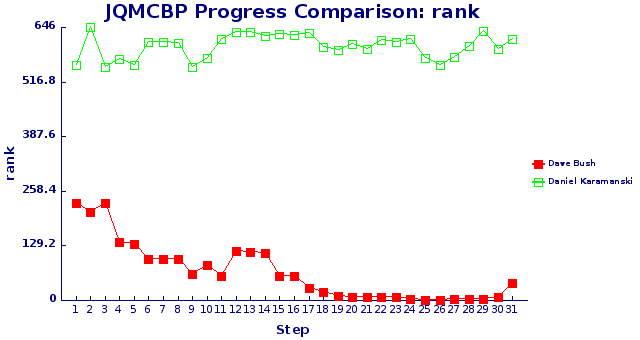 JQMCBP Progress Comparison: rank
646
516.8
387.6
258.4
129.2
0
rank
1 2 3 4 5 6 7 8 9 10 11 12 13 14 15 16 17 18 19 20 21 22 23 24 25 26 27 28 29 30 31
Step
Dave Bush
Daniel Karamanski